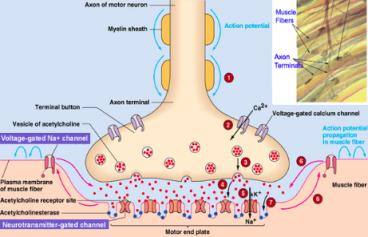 Axon of motor neuron
Myelin sheath
Action potential
Muscle
Fibers
Axon
Terminals
1
Axon terminal
Terminal button
Ca2+
Voltage-gated calcium channel
Vesicle of acetylcholine
2
Voltage-gated Na+ channel
Action potential
propagation
in muscle fiber
3
4
5
K+
6
6
7
Plasma membrane
of muscle fiber
Muscle fiber
Acetylcholine receptor site
Acetylcholinesterase
Na+
Neurotransmitter-gated channel
Motor end plate